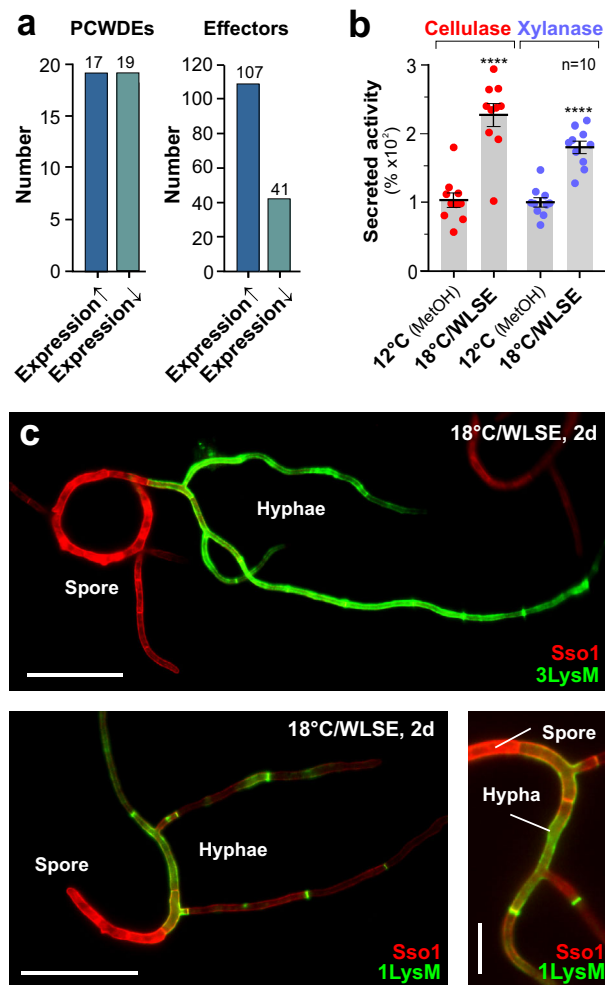 a
PCWDEs
Effectors
Number
20
15
10
5
0
17
19
Expression↑
Expression↓
Number
120
100
80
60
40
20
0
107
41
Expression↑
Expression↓
b
Cellulase Xylanase
n=10
Secreted activity
(% x10²)
3
2
1
0
****
****
12°C (MetOH)
18°C/WLSE
12°C (MetOH)
18°C/WLSE
c
18°C/WLSE, 2d
Hyphae
Spore
Sso1
3LysM
18°C/WLSE, 2d
Hyphae
Spore
Sso1
1LysM
Spore
Hypha
Sso1
1LysM